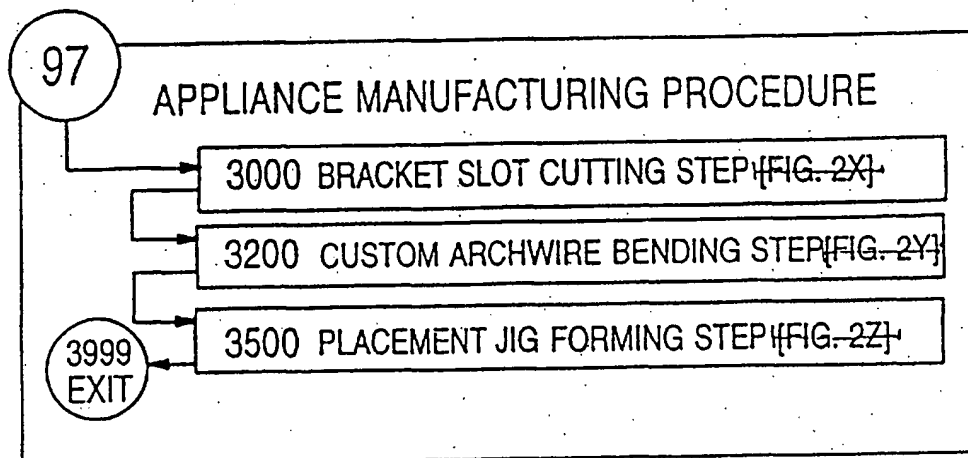 97
APPLIANCE MANUFACTURING PROCEDURE
3000 BRACKET SLOT CUTTING STEP {FIG. 2X}
3200 CUSTOM ARCHWIRE BENDING STEP {FIG. 2Y}
3500 PLACEMENT JIG FORMING STEP {FIG. 2Z}
3999
EXIT